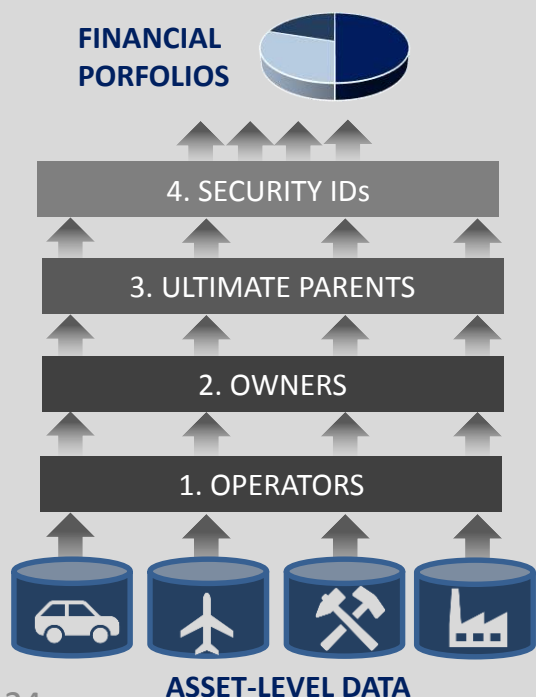 FINANCIAL
PORFOLIOS
4. SECURITY IDs
3. ULTIMATE PARENTS
2. OWNERS
1. OPERATORS
ASSET-LEVEL DATA